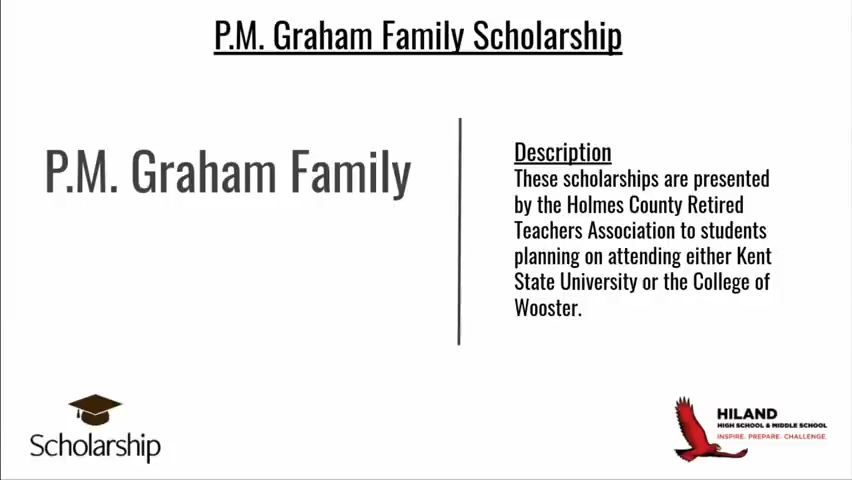 P.M. Graham Family Scholarship
P.M. Graham Family
Description
These scholarships are presented
by the Holmes County Retired
Teachers Association to students
planning on attending either Kent
State University or the College of
Wooster.
Scholarship
HILAND
HIGH SCHOOL & MIDDLE SCHOOL
INSPIRE. PREPARE. CHALLENGE.